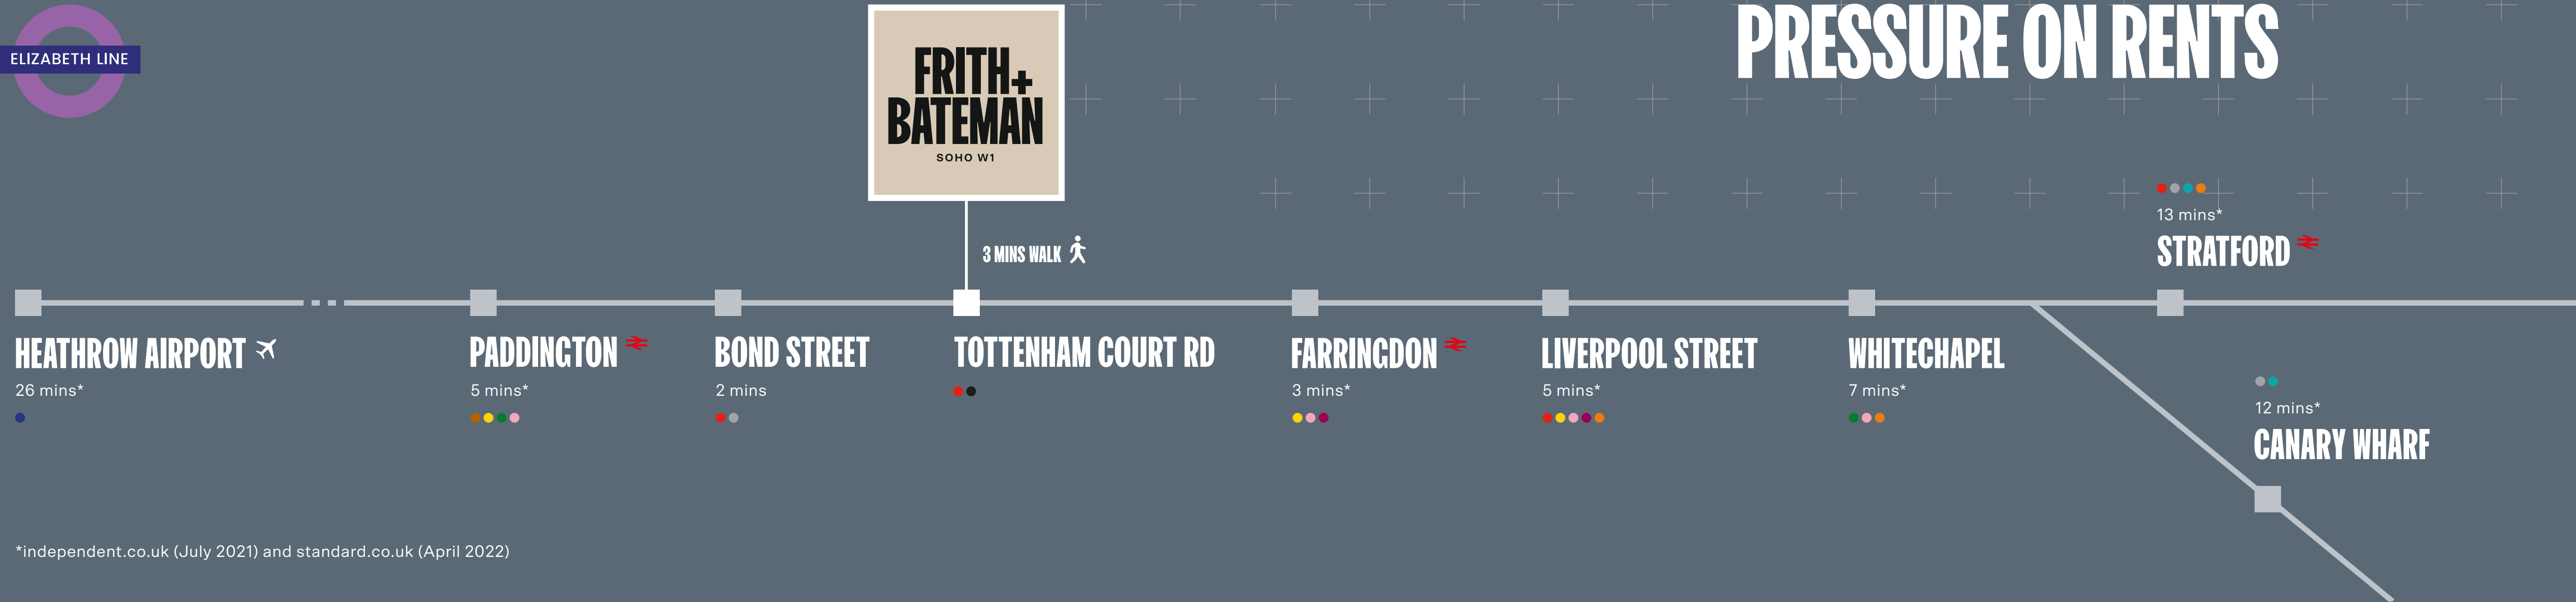 PRESSURE ON RENTS
ELIZABETH LINE
FRITH+
BATEMAN
SOHO W1
3 MINS WALK
13 mins*
STRATFORD
HEATHROW AIRPORT
26 mins*
PADDINGTON
5 mins*
BOND STREET
2 mins
TOTTENHAM COURT RD
FARRINGDON
3 mins*
LIVERPOOL STREET
5 mins*
WHITECHAPEL
7 mins*
12 mins*
CANARY WHARF
*independent.co.uk (July 2021) and standard.co.uk (April 2022)